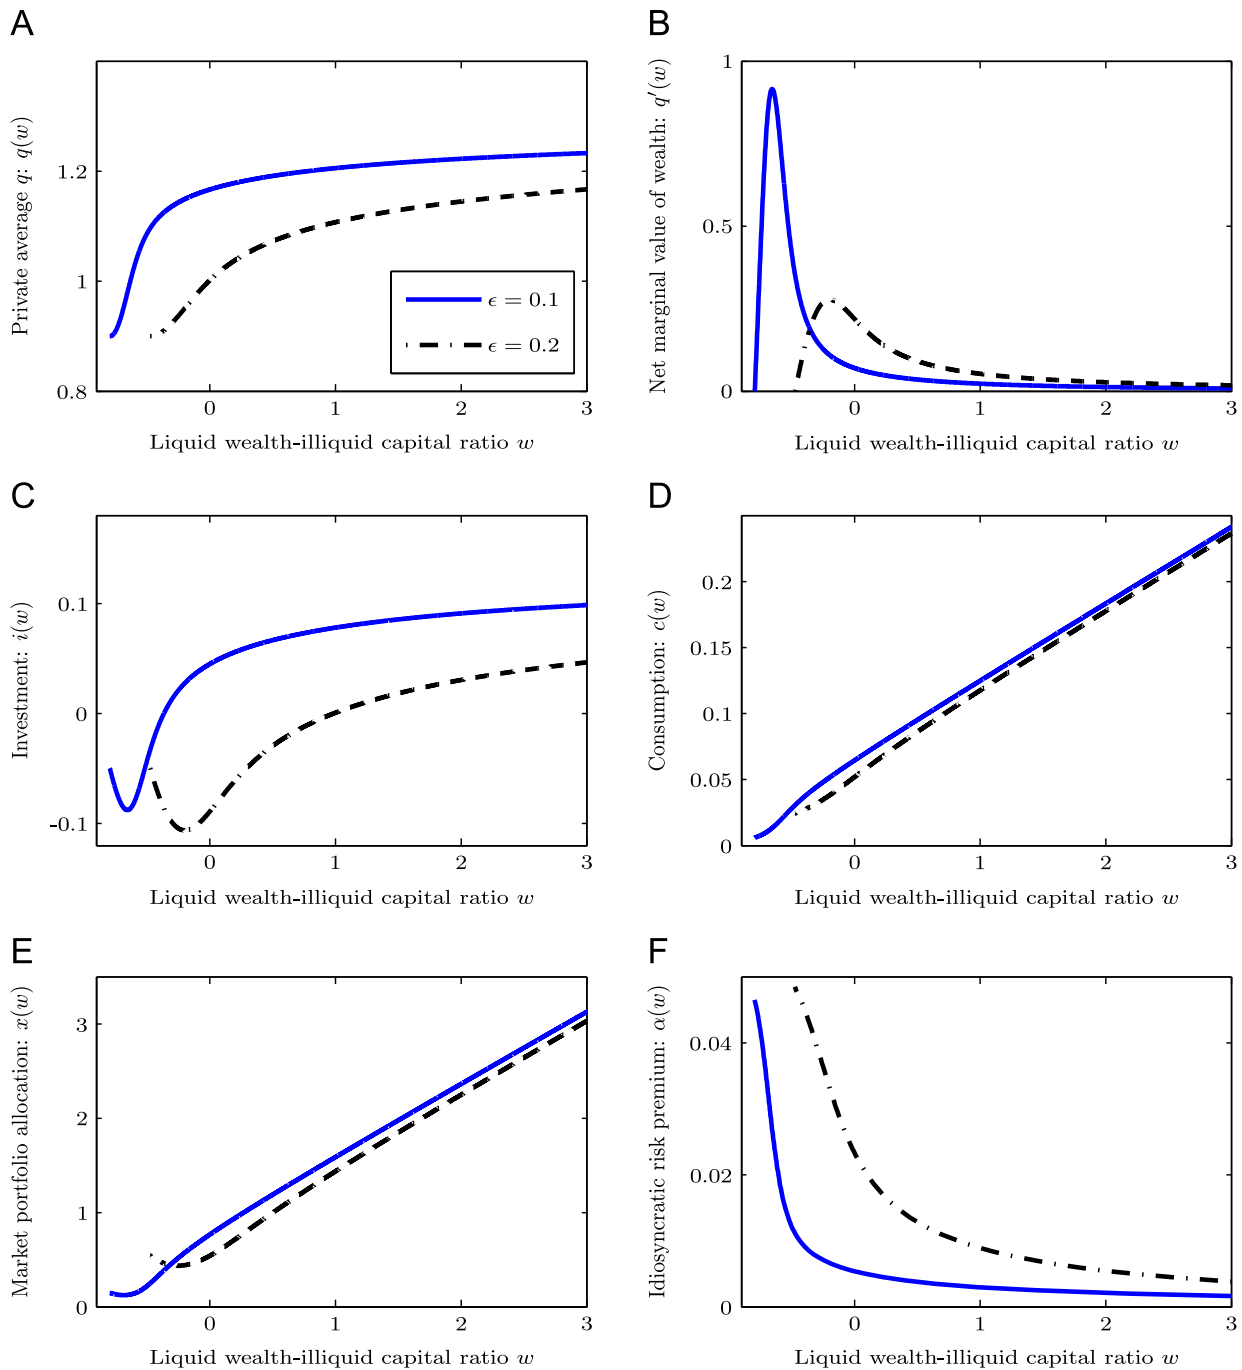 A
Private average q: q(w)
1.2
1
0.8
0
1
2
3
ϵ = 0.1
ϵ = 0.2
Liquid wealth-illiquid capital ratio w
B
Net marginal value of wealth: q′(w)
1
0.5
0
0
1
2
3
Liquid wealth-illiquid capital ratio w
C
Investment: i(w)
0.1
0
-0.1
0
1
2
3
Liquid wealth-illiquid capital ratio w
D
Consumption: c(w)
0.2
0.15
0.1
0.05
0
0
1
2
3
Liquid wealth-illiquid capital ratio w
E
Market portfolio allocation: x(w)
3
2
1
0
0
1
2
3
Liquid wealth-illiquid capital ratio w
F
Idiosyncratic risk premium: α(w)
0.04
0.02
0
0
1
2
3
Liquid wealth-illiquid capital ratio w